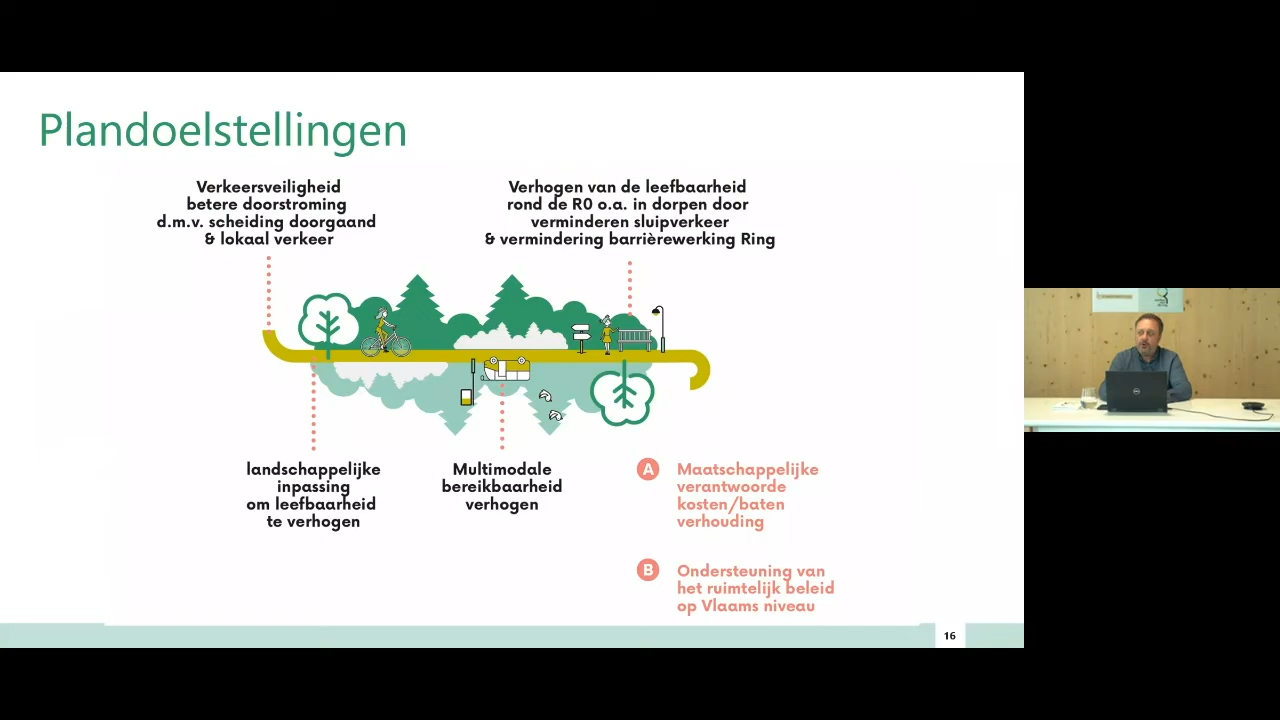 Plandoelstellingen
Verkeersveiligheid
betere doorstroming
d.m.v. scheiding doorgaand
& lokaal verkeer
Verhogen van de leefbaarheid
rond de R0 o.a. in dorpen door
verminderen sluipverkeer
& vermindering barrièrewerking Ring
landschappelijke
inpassing
om leefbaarheid
te verhogen
Multimodale
bereikbaarheid
verhogen
A
Maatschappelijke
verantwoorde
kosten/baten
verhouding
B
Ondersteuning van
het ruimtelijk beleid
op Vlaams niveau
16